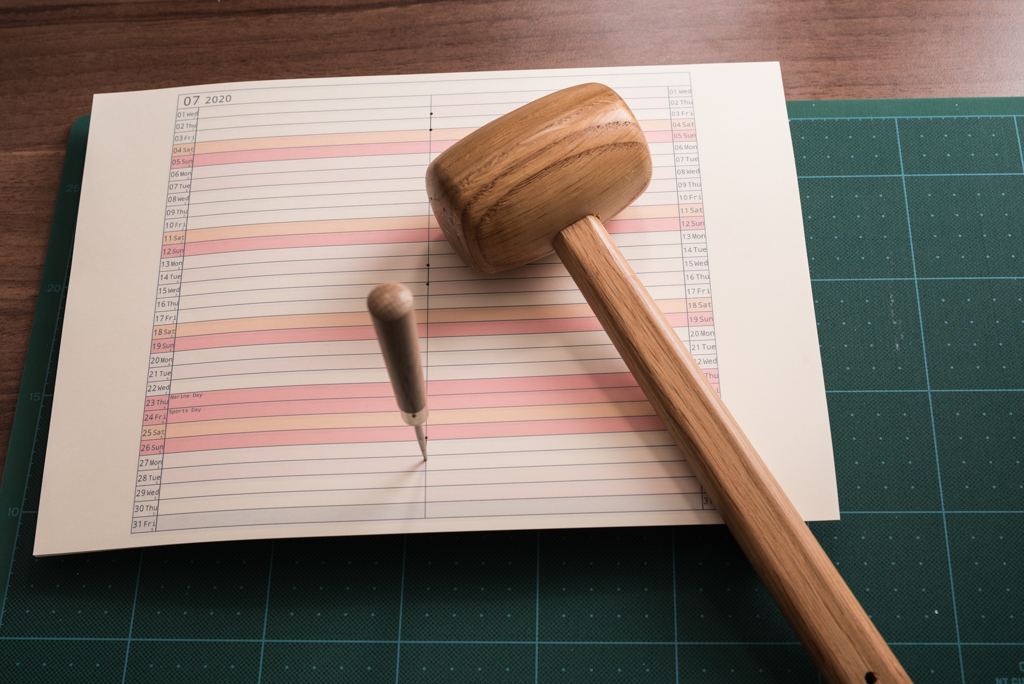 07 2020
01 Wed
02 Thu
03 Fri
04 Sat
05 Sun
06 Mon
07 Tue
08 Wed
09 Thu
10 Fri
11 Sat
12 Sun
13 Mon
14 Tue
15 Wed
16 Thu
17 Fri
18 Sat
19 Sun
20 Mon
21 Tue
22 Wed
23 Thu Marine Day
24 Fri Sports Day
25 Sat
26 Sun
27 Mon
28 Tue
29 Wed
30 Thu
31 Fri
01 Wed
02 Thu
03 Fri
04 Sat
05 Sun
06 Mon
07 Tue
08 Wed
09 Thu
10 Fri
11 Sat
12 Sun
13 Mon
14 Tue
15 Wed
16 Thu
17 Fri
18 Sat
19 Sun
20 Mon
21 Tue
Wed
Thu
20
15
10